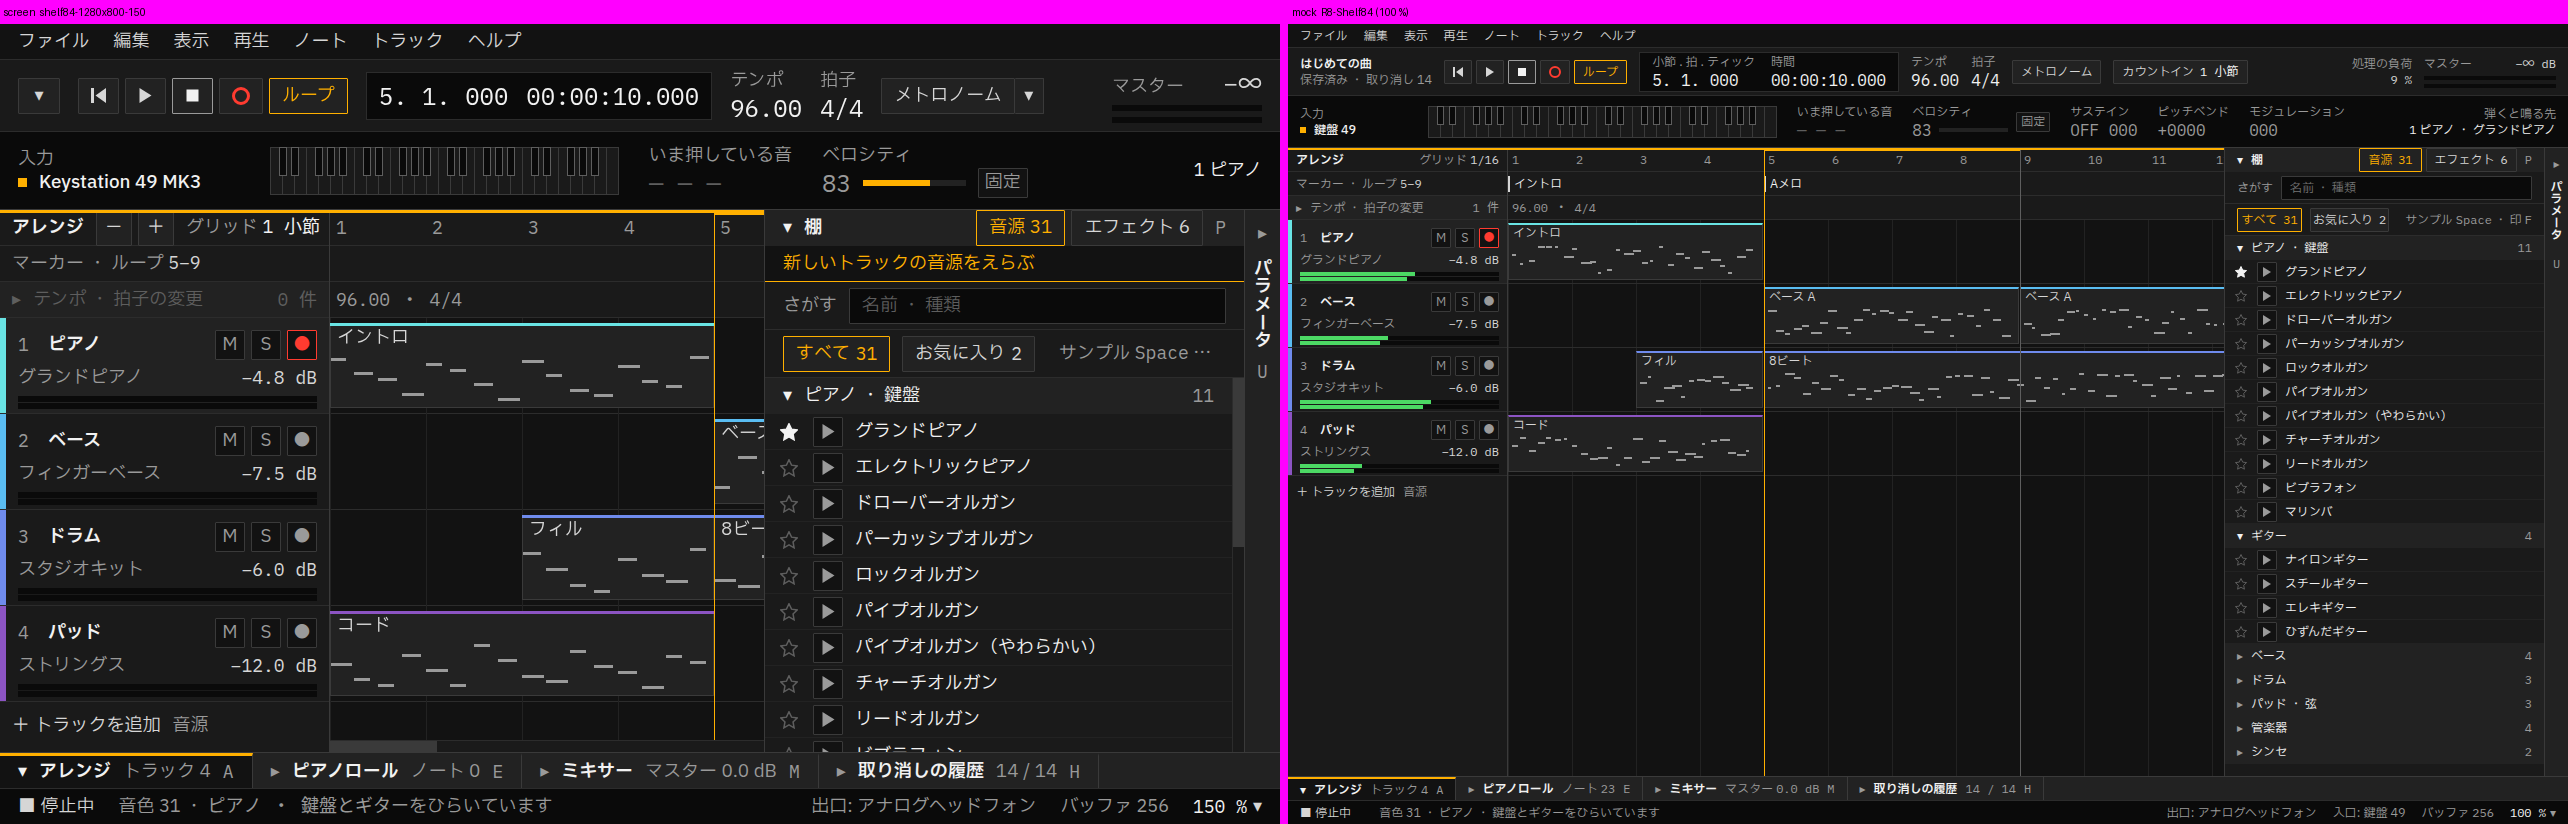 screen shelf84-1280x800-150
ファイル 編集 表示 再生 ノート トラック ヘルプ
▼ ループ 5. 1. 000 00:00:10.000 テンポ 96.00 拍子 4/4 メトロノーム ▼ マスター −∞
入力 Keystation 49 MK3 いま押している音 — — — ベロシティ 83 固定 1 ピアノ
アレンジ − + グリッド 1 小節 1 2 3 4 5
マーカー · ループ 5–9
▶ テンポ · 拍子の変更 0 件 96.00 · 4/4
1 ピアノ M S イントロ
グランドピアノ −4.8 dB
2 ベース M S ベース
フィンガーベース −7.5 dB
3 ドラム M S フィル 8ビー
スタジオキット −6.0 dB
4 パッド M S コード
ストリングス −12.0 dB
+ トラックを追加 音源
▼ 棚 音源 31 エフェクト 6 P
新しいトラックの音源をえらぶ
さがす 名前 · 種類
すべて 31 お気に入り 2 サンプル Space …
▼ ピアノ · 鍵盤 11
★ ▶ グランドピアノ
☆ ▶ エレクトリックピアノ
☆ ▶ ドローバーオルガン
☆ ▶ パーカッシブオルガン
☆ ▶ ロックオルガン
☆ ▶ パイプオルガン
☆ ▶ パイプオルガン（やわらかい）
☆ ▶ チャーチオルガン
☆ ▶ リードオルガン
☆ ▶ ビブラフォン
▶ パラメータ U
▼ アレンジ トラック 4 A ▶ ピアノロール ノート 0 E ▶ ミキサー マスター 0.0 dB M ▶ 取り消しの履歴 14 / 14 H
■ 停止中 音色 31 · ピアノ · 鍵盤とギターをひらいています 出口: アナログヘッドフォン バッファ 256 150 % ▼
mock R8-Shelf84 (100%)
ファイル 編集 表示 再生 ノート トラック ヘルプ
はじめての曲
保存済み · 取り消し 14
ループ
小節 . 拍 . ティック 時間 テンポ 拍子
5. 1. 000 00:00:10.000 96.00 4/4
メトロノーム カウントイン 1 小節
処理の負荷 9 % マスター −∞ dB
入力 鍵盤 49 いま押している音 — — — ベロシティ 83 固定 サステイン OFF 000 ピッチベンド +0000 モジュレーション 000
弾くと鳴る先
1 ピアノ · グランドピアノ
アレンジ グリッド 1/16 1 2 3 4 5 6 7 8 9 10 11 1
マーカー · ループ 5–9 イントロ Aメロ
▶ テンポ · 拍子の変更 1 件 96.00 · 4/4
1 ピアノ M S イントロ
グランドピアノ −4.8 dB
2 ベース M S ベース A ベース A
フィンガーベース −7.5 dB
3 ドラム M S フィル 8ビート
スタジオキット −6.0 dB
4 パッド M S コード
ストリングス −12.0 dB
+ トラックを追加 音源
▼ 棚 音源 31 エフェクト 6 P
さがす 名前 · 種類
すべて 31 お気に入り 2 サンプル Space · 印 F
▼ ピアノ · 鍵盤 11
★ ▶ グランドピアノ
☆ ▶ エレクトリックピアノ
☆ ▶ ドローバーオルガン
☆ ▶ パーカッシブオルガン
☆ ▶ ロックオルガン
☆ ▶ パイプオルガン
☆ ▶ パイプオルガン（やわらかい）
☆ ▶ チャーチオルガン
☆ ▶ リードオルガン
☆ ▶ ビブラフォン
☆ ▶ マリンバ
▼ ギター 4
☆ ▶ ナイロンギター
☆ ▶ スチールギター
☆ ▶ エレキギター
☆ ▶ ひずんだギター
▶ ベース 4
▶ ドラム 3
▶ パッド · 弦 3
▶ 管楽器 4
▶ シンセ 2
▶ パラメータ U
▼ アレンジ トラック 4 A ▶ ピアノロール ノート 23 E ▶ ミキサー マスター 0.0 dB M ▶ 取り消しの履歴 14 / 14 H
■ 停止中 音色 31 · ピアノ · 鍵盤とギターをひらいています 出口: アナログヘッドフォン 入口: 鍵盤 49 バッファ 256 100 % ▼